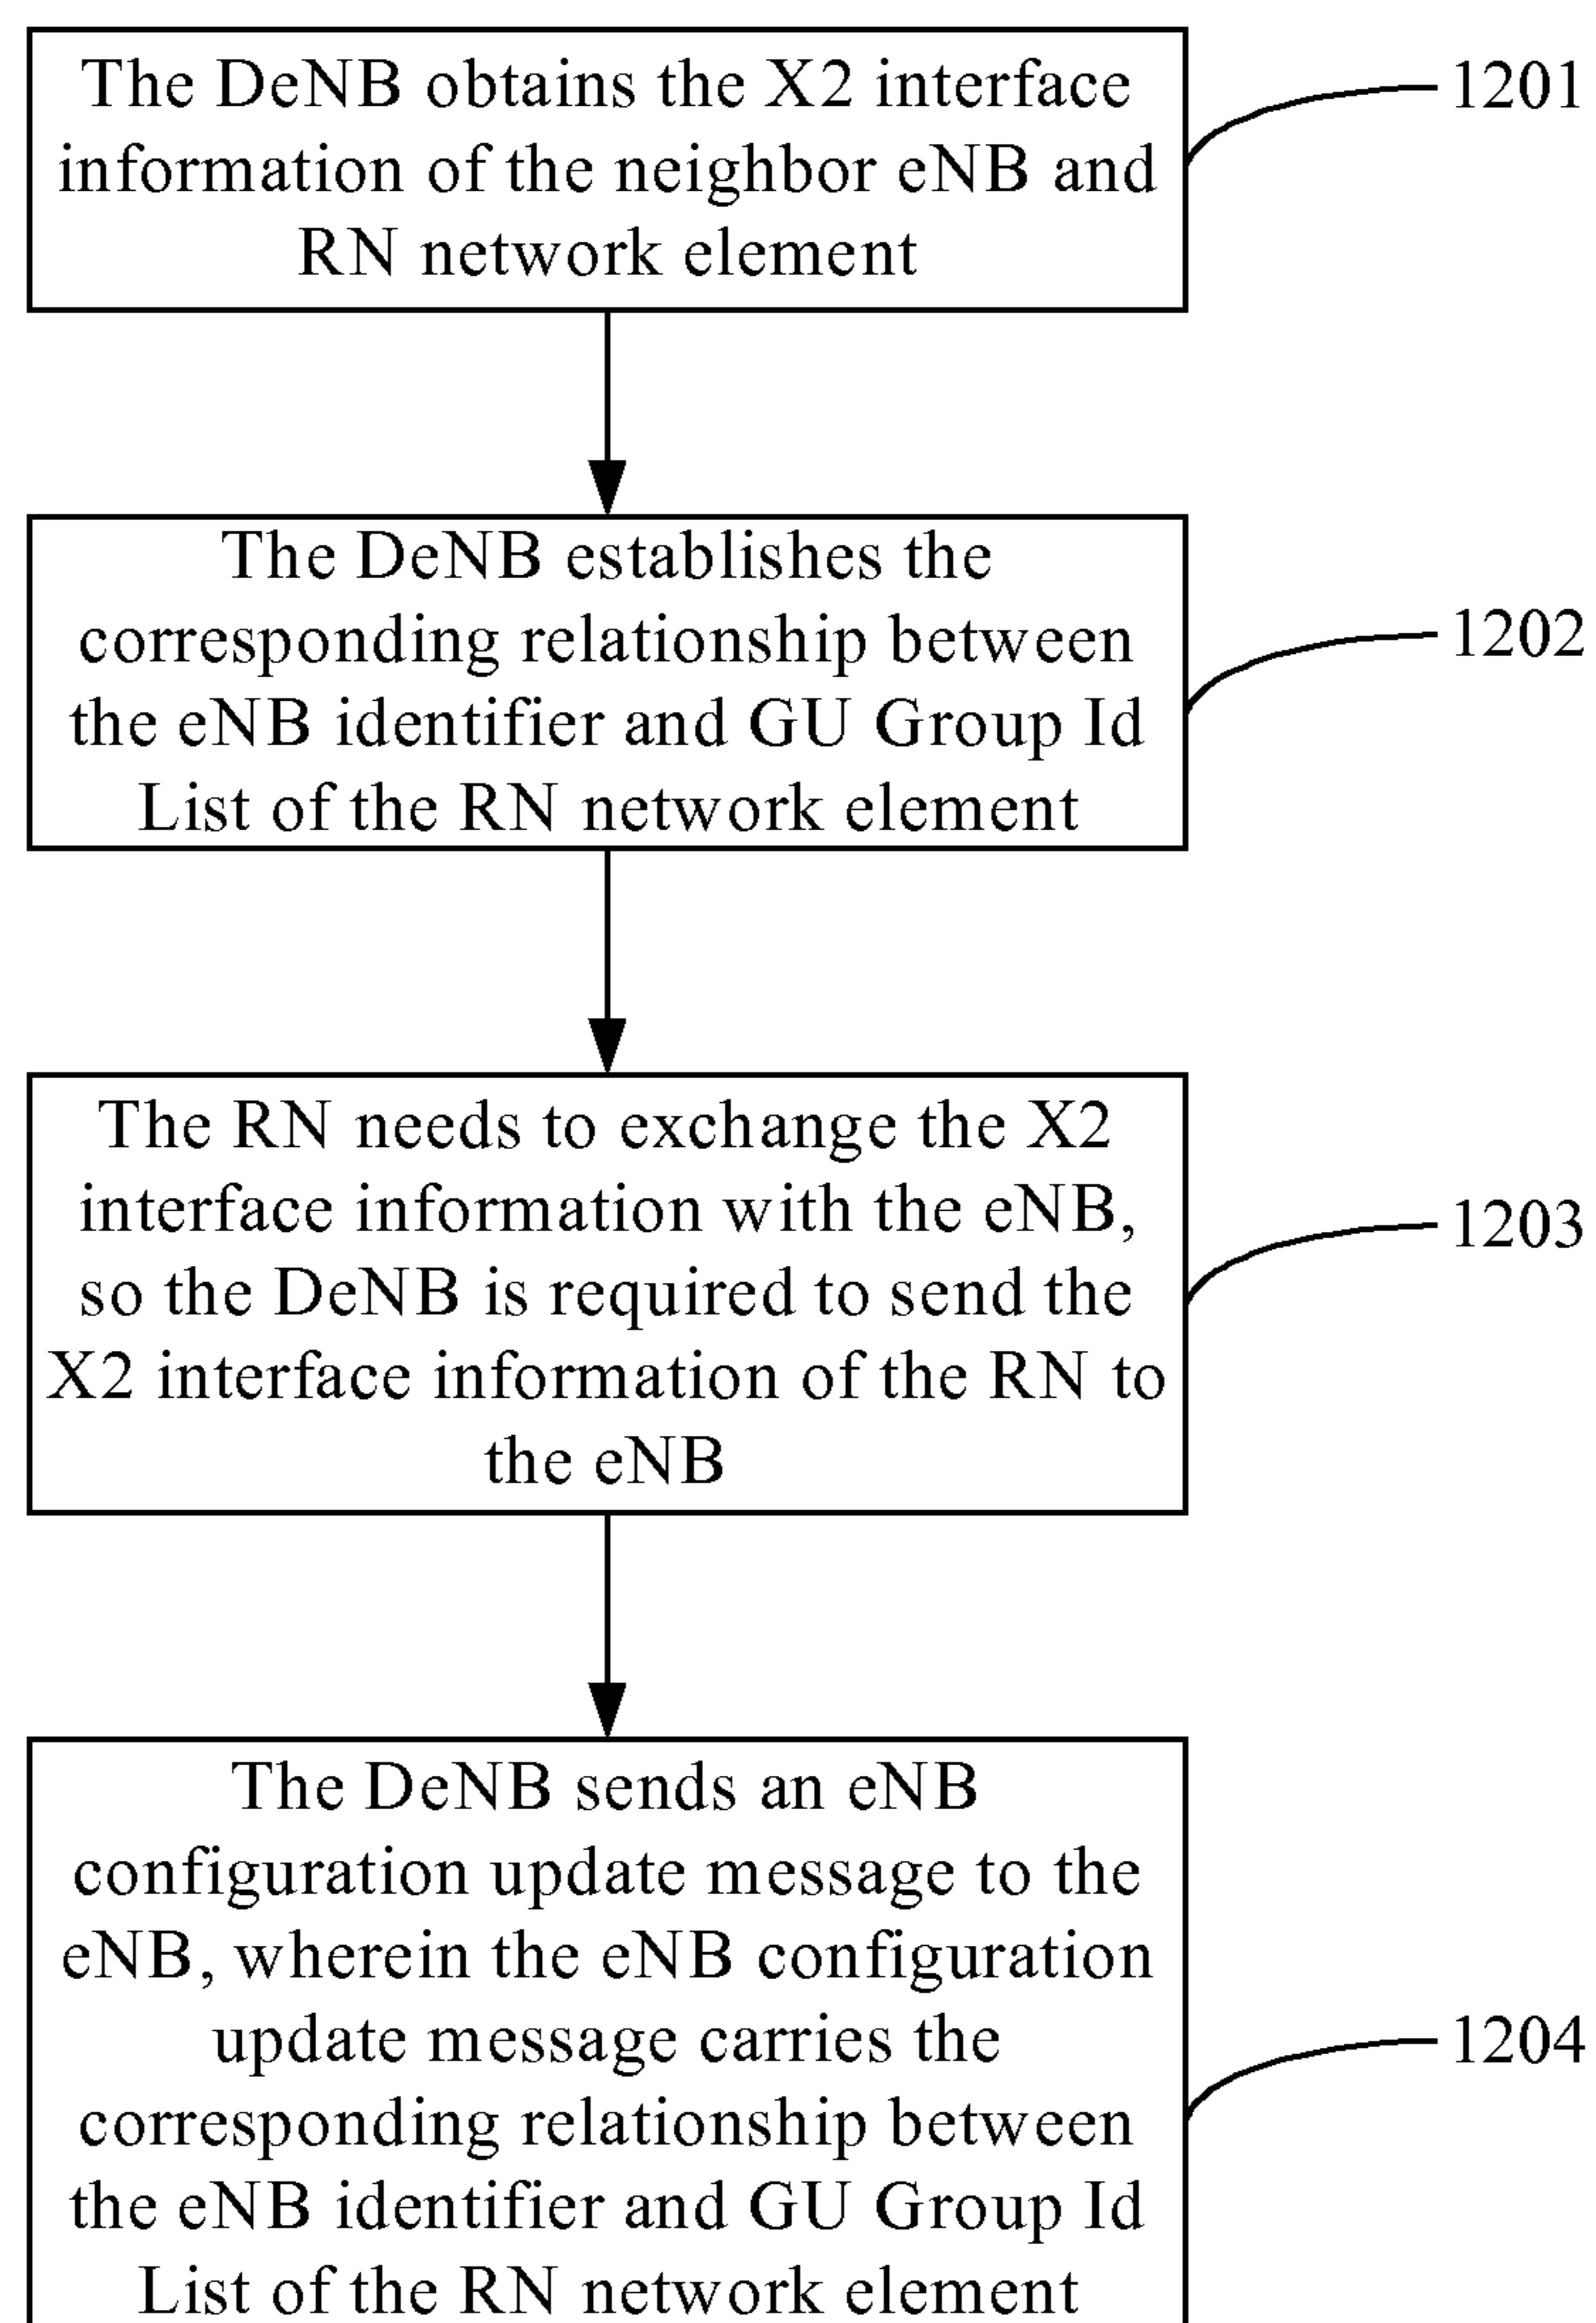 The DeNB obtains the X2 interface
information of the neighbor eNB and
RN network element
1201
The DeNB establishes the
corresponding relationship between
the eNB identifier and GU Group Id
List of the RN network element
1202
The RN needs to exchange the X2
interface information with the eNB,
so the DeNB is required to send the
X2 interface information of the RN to
the eNB
1203
The DeNB sends an eNB
configuration update message to the
eNB, wherein the eNB configuration
update message carries the
corresponding relationship between
the eNB identifier and GU Group Id
List of the RN network element
1204